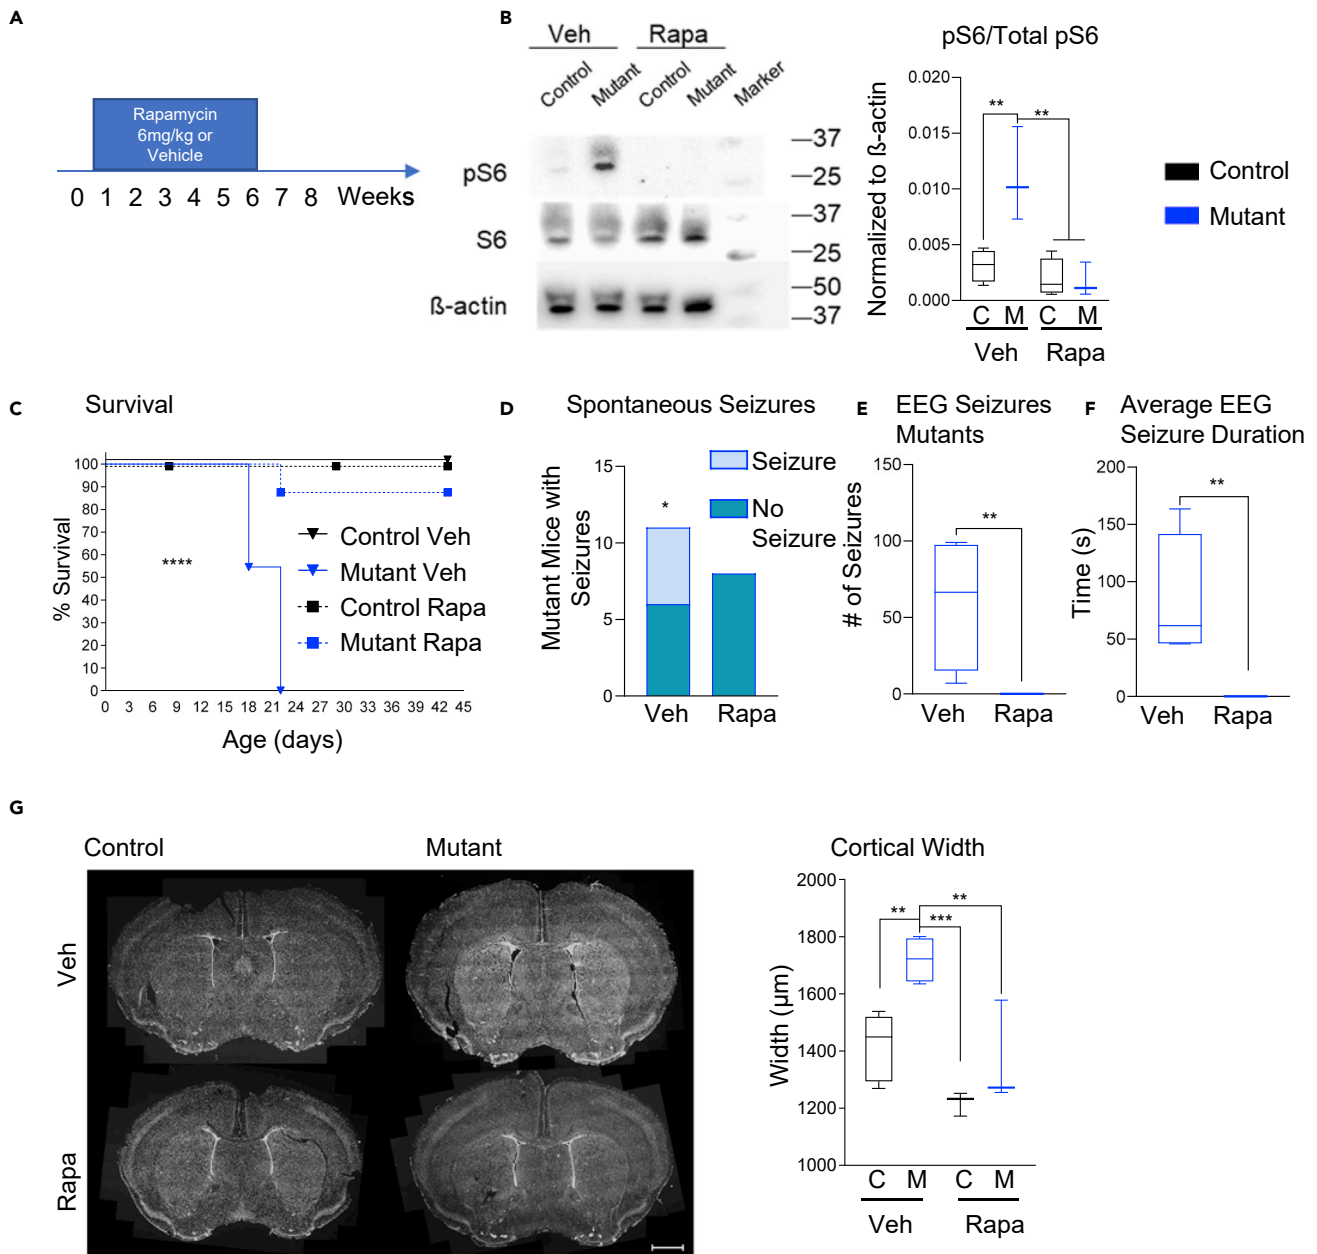 A
Rapamycin
6mg/kg or
Vehicle
0 1 2 3 4 5 6 7 8 Weeks
B
Veh Rapa
Control Mutant Control Mutant Marker
pS6
37
25
S6
37
25
ß-actin
50
37
pS6/Total pS6
Normalized to ß-actin
0.020
0.015
0.010
0.005
0.000
** **
C M C M
Veh Rapa
Control
Mutant
C
Survival
% Survival
100
90
80
70
60
50
40
30
20
10
0
****
Control Veh
Mutant Veh
Control Rapa
Mutant Rapa
0 3 6 9 12 15 18 21 24 27 30 33 36 39 42 45
Age (days)
D
Spontaneous Seizures
Mutant Mice with
Seizures
15
10
5
0
*
Seizure
No
Seizure
Veh Rapa
E
EEG Seizures
Mutants
# of Seizures
150
100
50
0
**
Veh Rapa
F
Average EEG
Seizure Duration
Time (s)
200
150
100
50
0
**
Veh Rapa
G
Control Mutant
Veh
Rapa
Cortical Width
Width (µm)
2000
1800
1600
1400
1200
1000
** *** **
C M C M
Veh Rapa